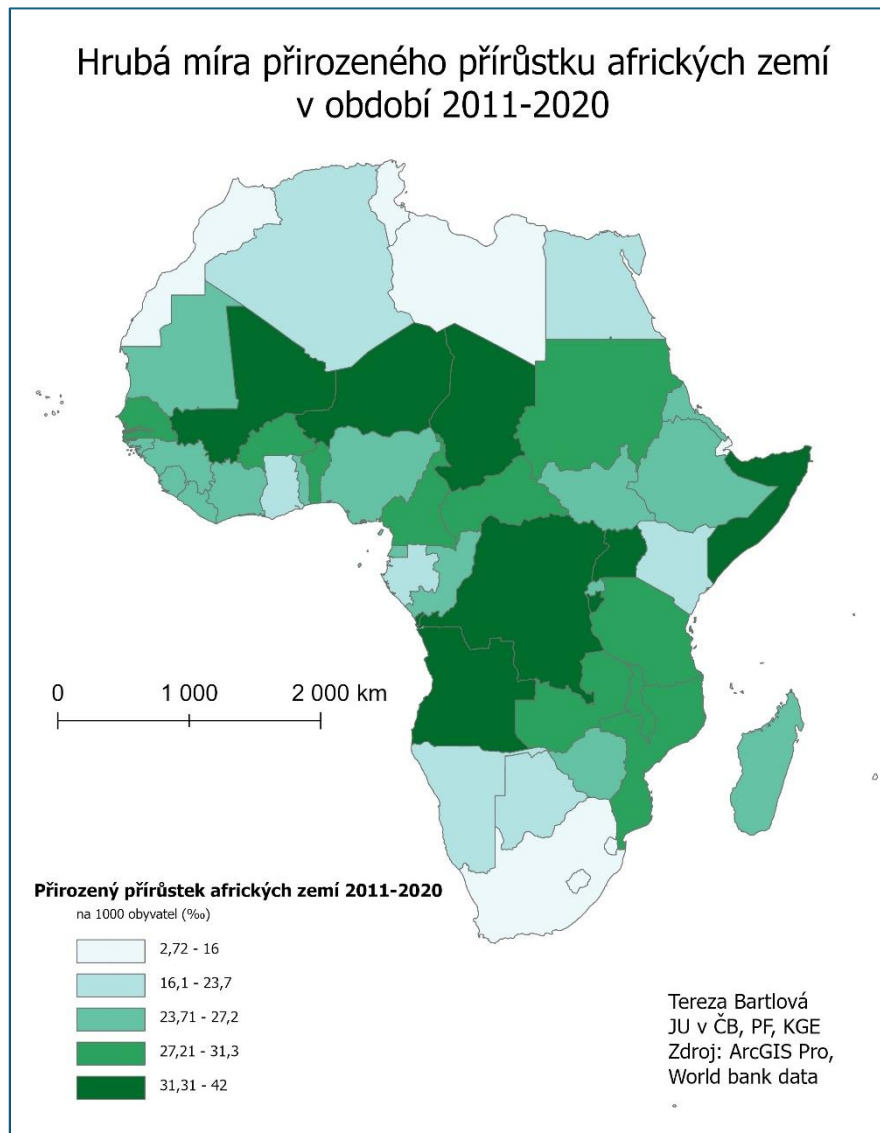 Hrubá míra přirozeného přírůstku afrických zemí
v období 2011-2020
0
1 000
2 000 km
Přirozený přírůstek afrických zemí 2011-2020
na 1000 obyvatel (‰)
2,72 - 16
16,1 - 23,7
23,71 - 27,2
27,21 - 31,3
31,31 - 42
Tereza Bartlová
JU v ČB, PF, KGE
Zdroj: ArcGIS Pro,
World bank data